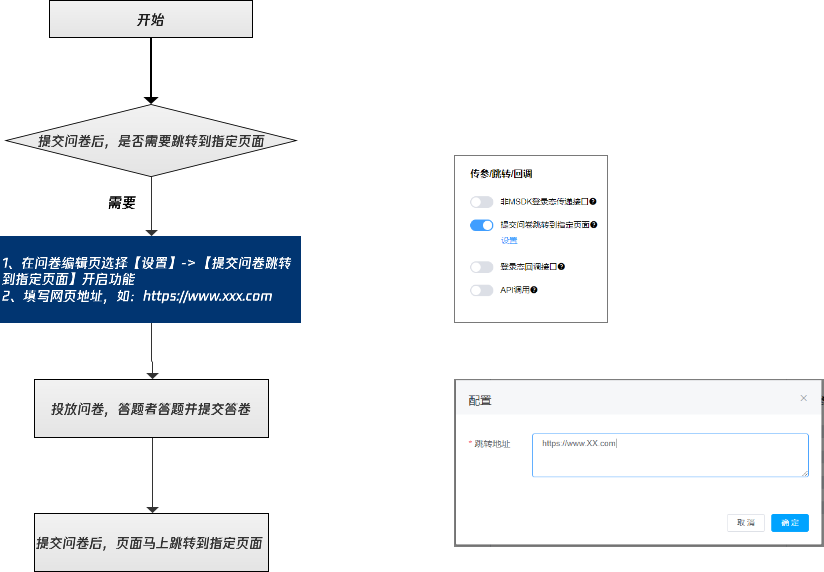 开始
提交问卷后，是否需要跳转到指定页面
需要
1、在问卷编辑页选择【设置】->【提交问卷跳转
到指定页面】开启功能
2、填写网页地址，如：https://www.xxx.com
投放问卷，答题者答题并提交答卷
提交问卷后，页面马上跳转到指定页面
传参/跳转/回调
非MSDK登录态传递接口?
提交问卷跳转到指定页面?
设置
登录态回调接口?
API调用?
配置
* 跳转地址
https://www.XX.com
取消
确定